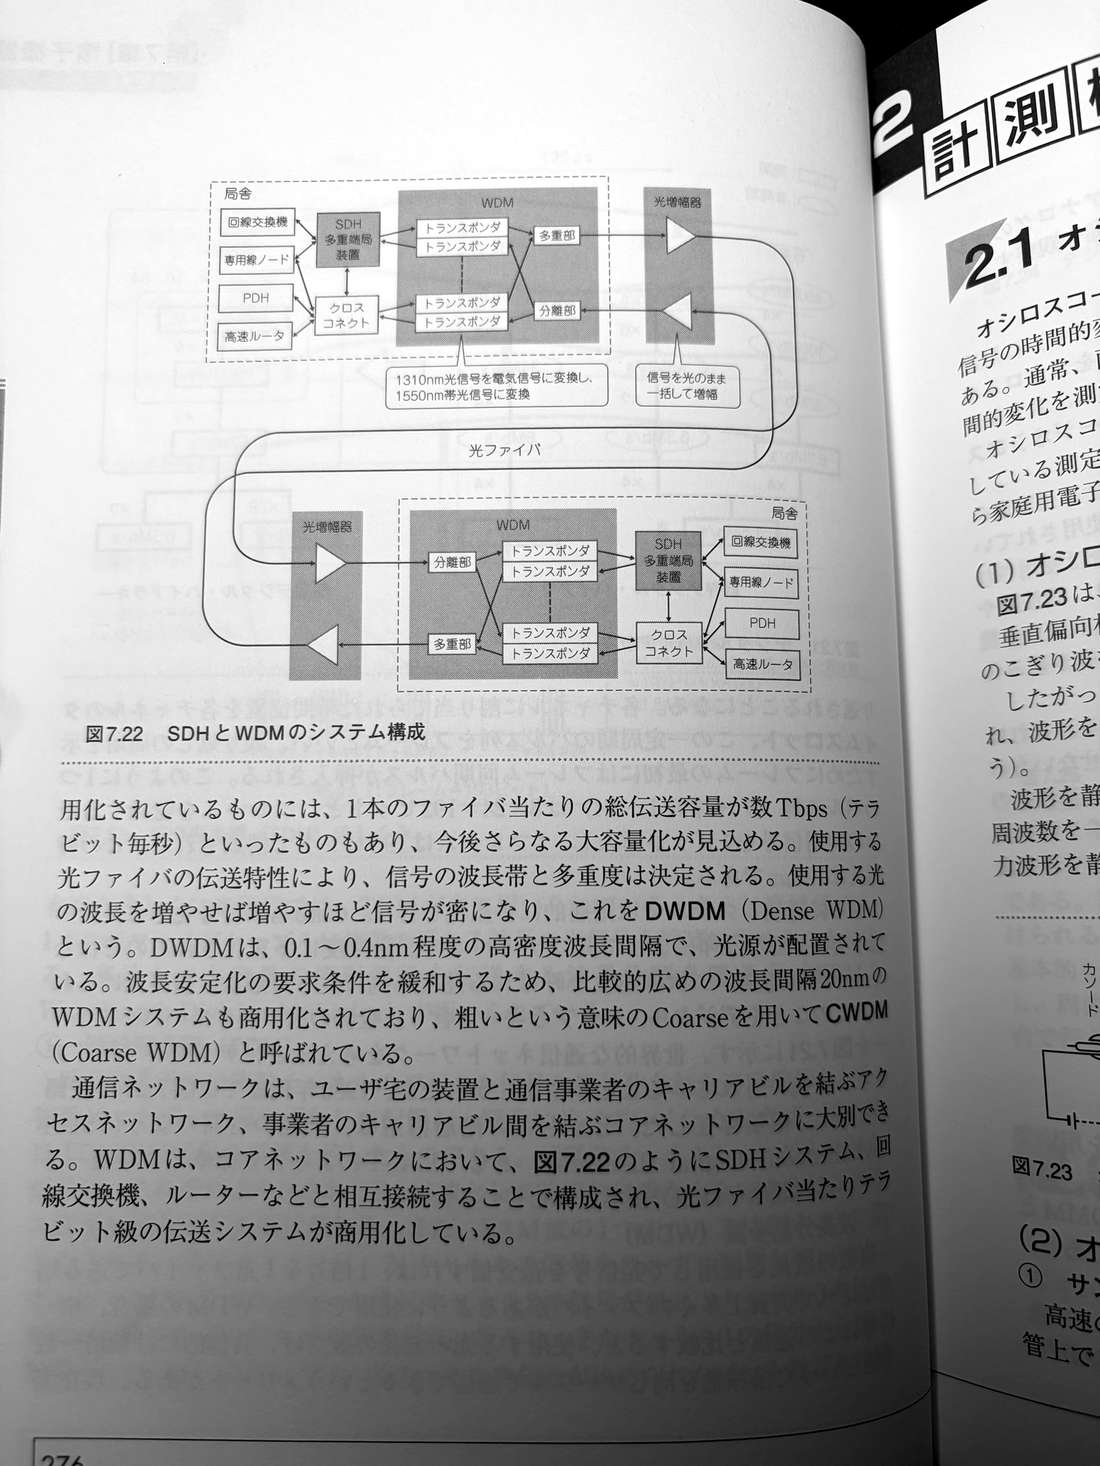 局舎
回線交換機
専用線ノード
PDH
高速ルータ
SDH
多重端局
装置
クロス
コネクト
WDM
トランスポンダ
トランスポンダ
トランスポンダ
トランスポンダ
多重部
分離部
光増幅器
1310nm光信号を電気信号に変換し、
1550nm帯光信号に変換
信号を光のまま
一括して増幅
光ファイバ
光増幅器
WDM
分離部
多重部
トランスポンダ
トランスポンダ
トランスポンダ
トランスポンダ
局舎
SDH
多重端局
装置
クロス
コネクト
回線交換機
専用線ノード
PDH
高速ルータ
図7.22 SDHとWDMのシステム構成
用化されているものには、1本のファイバ当たりの総伝送容量が数Tbps(テラ
ビット毎秒)といったものもあり、今後さらなる大容量化が見込める。使用する
光ファイバの伝送特性により、信号の波長帯と多重度は決定される。使用する光
の波長を増やせば増やすほど信号が密になり、これをDWDM(Dense WDM)
という。DWDMは、0.1～0.4nm程度の高密度波長間隔で、光源が配置されて
いる。波長安定化の要求条件を緩和するため、比較的広めの波長間隔20nmの
WDMシステムも商用化されており、粗いという意味のCoarseを用いてCWDM
(Coarse WDM)と呼ばれている。
通信ネットワークは、ユーザ宅の装置と通信事業者のキャリアビルを結ぶアク
セスネットワーク、事業者のキャリアビル間を結ぶコアネットワークに大別でき
る。WDMは、コアネットワークにおいて、図7.22のようにSDHシステム、回
線交換機、ルーターなどと相互接続することで構成され、光ファイバ当たりテラ
ビット級の伝送システムが商用化している。
276
2
計測
2.1 オシ
オシロスコー
信号の時間的変
ある。通常、
間的変化を測
オシロスコ
している測定
ら家庭用電子
(1) オシロ
図7.23は、
垂直偏向
のこぎり波
したがっ
れ、波形を
う)。
波形を静
周波数を一
力波形を静
カソード
図7.23
(2) オ
① サン
高速の
管上で